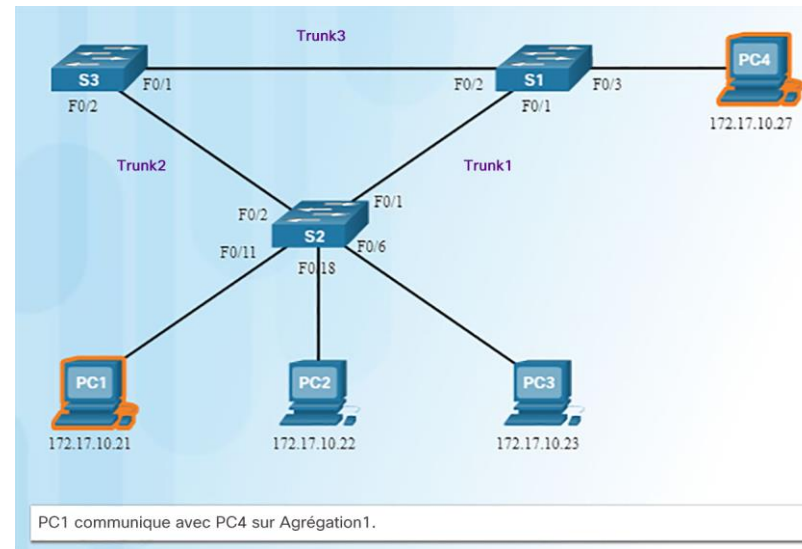 Trunk3
PC4
S3
F0/1
F0/2
S1
F0/3
F0/2
F0/1
172.17.10.27
Trunk2
Trunk1
F0/2
F0/1
S2
F0/11
F0/6
F0/18
PC1
PC2
PC3
172.17.10.21
172.17.10.22
172.17.10.23
PC1 communique avec PC4 sur Agrégation1.